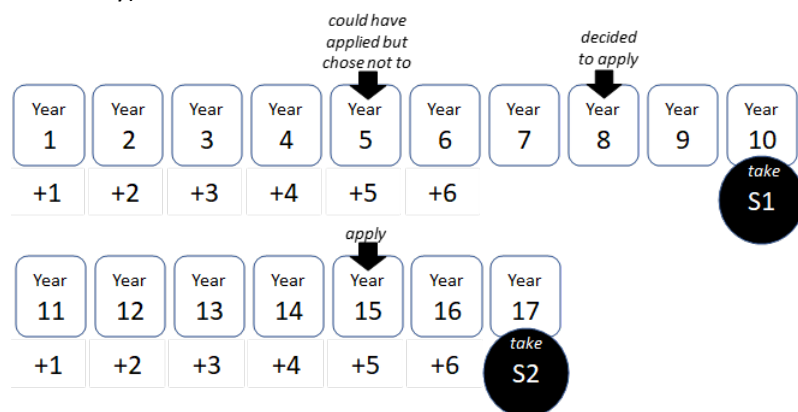 could have
applied but
chose not to
decided
to apply
Year Year Year Year Year Year Year Year Year Year
1 2 3 4 5 6 7 8 9 10
+1 +2 +3 +4 +5 +6
take
S1
apply
Year Year Year Year Year Year Year
11 12 13 14 15 16 17
+1 +2 +3 +4 +5 +6
take
S2